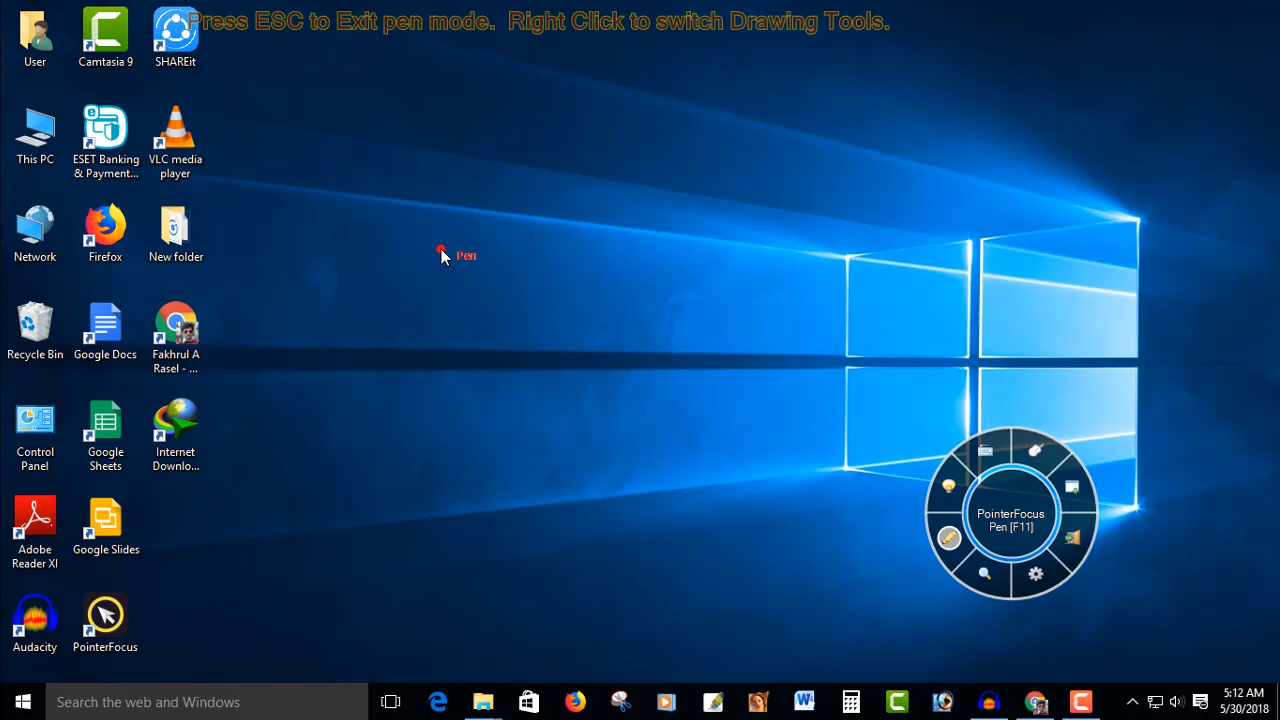 Press ESC to Exit pen mode.  Right Click to switch Drawing Tools.
User
Camtasia 9
SHAREit
This PC
ESET Banking
& Payment...
VLC media
player
Network
Firefox
New folder
Recycle Bin
Google Docs
Fakhrul A
Rasel - ...
Control
Panel
Google
Sheets
Internet
Downlo...
Adobe
Reader XI
Google Slides
Audacity
PointerFocus
Pen
PointerFocus
Pen [F11]
Search the web and Windows
5:12 AM
5/30/2018